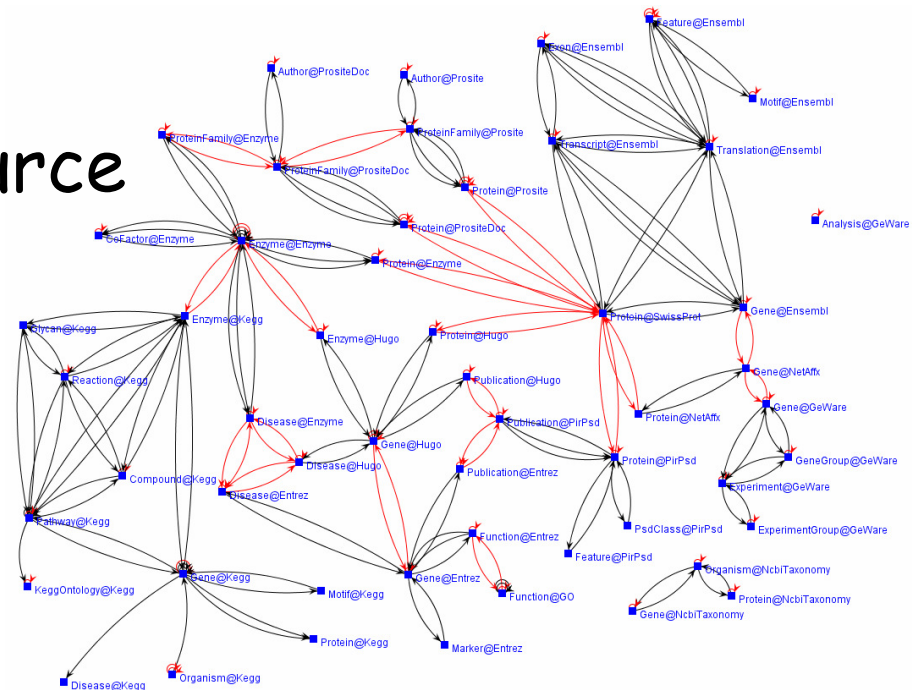 Feature@Ensembl
Exon@Ensembl
Author@PrositeDoc
Author@Prosite
Motif@Ensembl
ProteinFamily@Enzyme
ProteinFamily@Prosite
Transcript@Ensembl
Translation@Ensembl
urce
ProteinFamily@PrositeDoc
Protein@Prosite
Analysis@GeWare
Protein@PrositeDoc
CoFactor@Enzyme
Enzyme@Enzyme
Protein@Enzyme
Gene@Ensembl
Protein@SwissProt
Enzyme@Kegg
Glycan@Kegg
Enzyme@Hugo
Protein@Hugo
Gene@NetAffx
Reaction@Kegg
Publication@Hugo
Gene@GeWare
Protein@NetAffx
Disease@Enzyme
Publication@PirPsd
Gene@Hugo
Disease@Hugo
Protein@PirPsd
GeneGroup@GeWare
Publication@Entrez
Compound@Kegg
Experiment@GeWare
Disease@Entrez
Pathway@Kegg
PsdClass@PirPsd
ExperimentGroup@GeWare
Function@Entrez
Feature@PirPsd
Organism@NcbiTaxonomy
Gene@Kegg
Gene@Entrez
KeggOntology@Kegg
Motif@Kegg
Function@GO
Protein@NcbiTaxonomy
Gene@NcbiTaxonomy
Protein@Kegg
Marker@Entrez
Organism@Kegg
Disease@Kegg